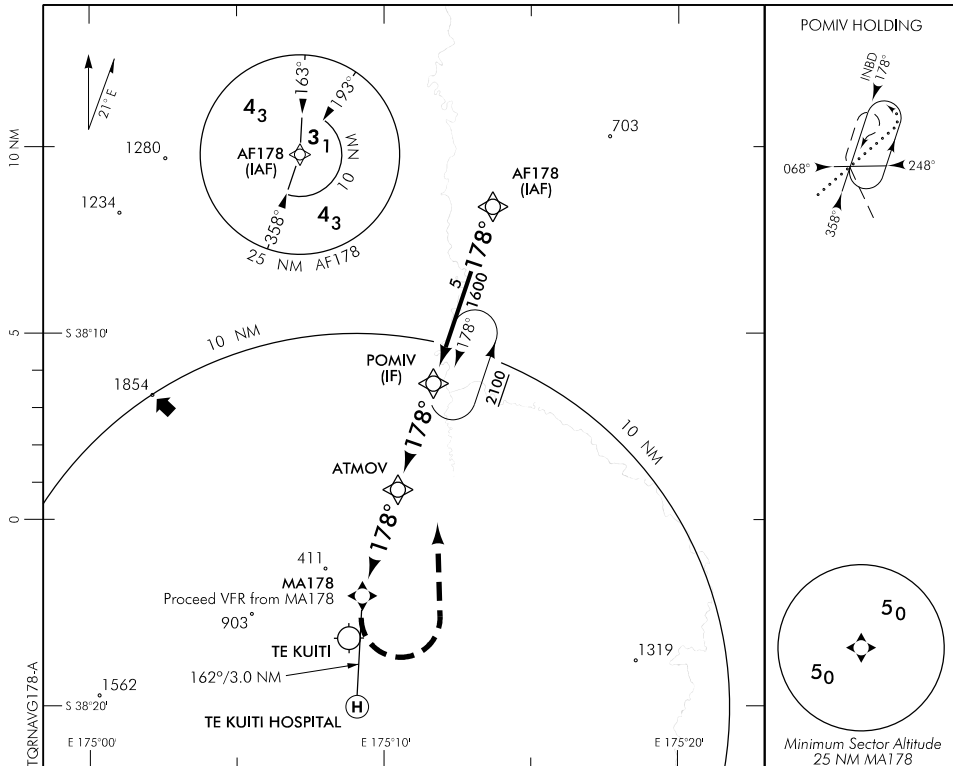 POMIV HOLDING
INBD
178°
068°
248°
358°
21° E
163°
193°
4₃
3₁
AF178
(IAF)
10 NM
4₃
358°
25 NM AF178
703
1280
1234
10 NM
AF178
(IAF)
178°
5
1600
178°
5
S 38°10'
10 NM
POMIV
(IF)
2100
1854
10 NM
178°
ATMOV
0
178°
411
MA178
Proceed VFR from MA178
903
TE KUITI
1319
162°/3.0 NM
1562
S 38°20'
H
TE KUITI HOSPITAL
E 175°00'
E 175°10'
E 175°20'
TQRNAVG178-A
5₀
5₀
Minimum Sector Altitude
25 NM MA178